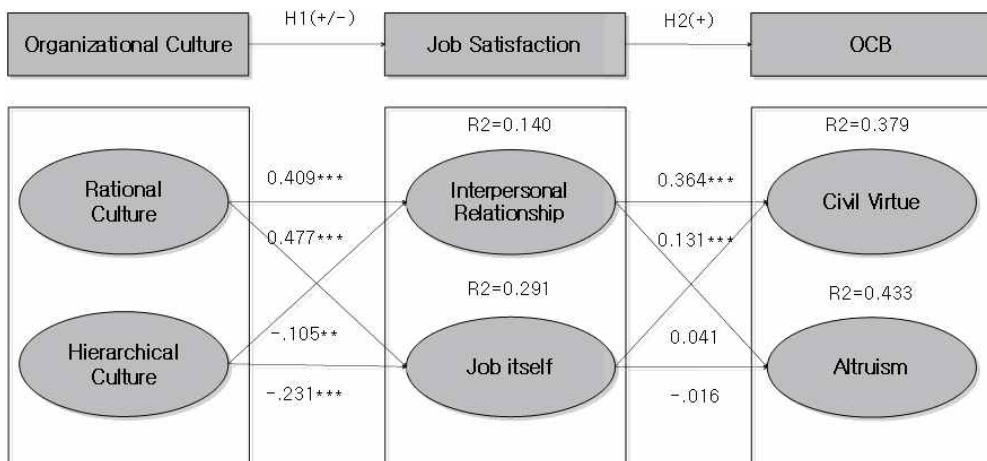 H1(+/-)
H2(+)
Organizational Culture
Job Satisfaction
OCB
R2=0.140
R2=0.379
Rational
Culture
0.409***
Interpersonal
Relationship
0.364***
Civil Virtue
0.477***
0.131***
R2=0.291
R2=0.433
Hierarchical
Culture
-.105**
Job itself
0.041
Altruism
-.231***
-.016